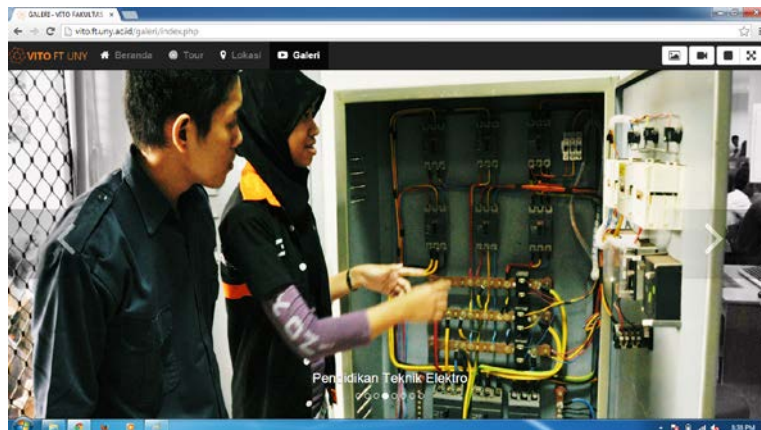 GALERI - VITO FAKULTAS
vito.ft.uny.ac.id/galeri/index.php
VITO FT UNY Beranda Tour Lokasi Galeri
Pendidikan Teknik Elektro